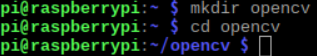 pi@raspberrypi:~ $ mkdir opencv
pi@raspberrypi:~ $ cd opencv
pi@raspberrypi:~/opencv $